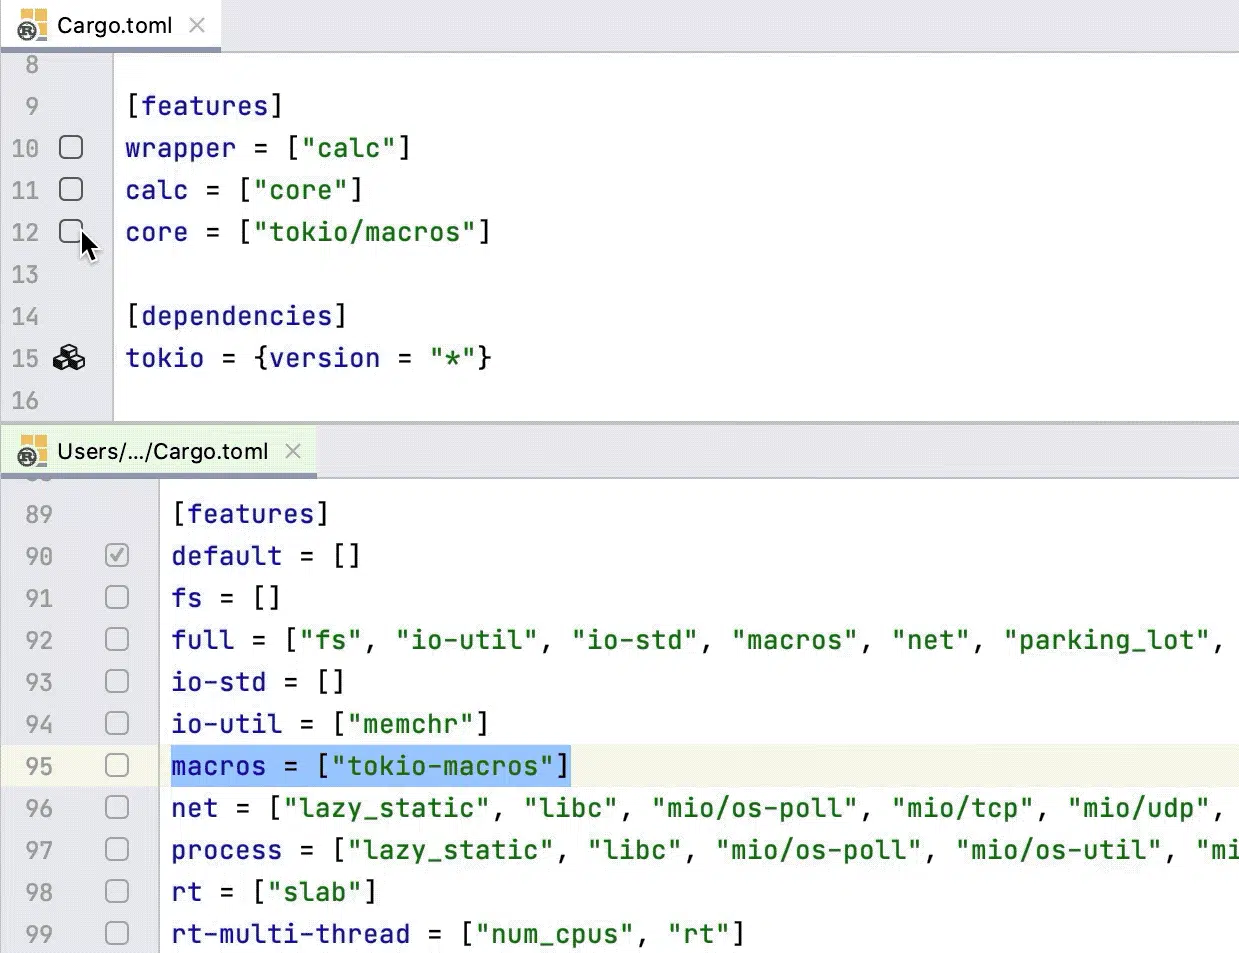 Cargo.toml
8
9 [features]
10 wrapper = ["calc"]
11 calc = ["core"]
12 core = ["tokio/macros"]
13
14 [dependencies]
15 tokio = {version = "*"}
16
Users/.../Cargo.toml
89 [features]
90 default = []
91 fs = []
92 full = ["fs", "io-util", "io-std", "macros", "net", "parking_lot",
93 io-std = []
94 io-util = ["memchr"]
95 macros = ["tokio-macros"]
96 net = ["lazy_static", "libc", "mio/os-poll", "mio/tcp", "mio/udp",
97 process = ["lazy_static", "libc", "mio/os-poll", "mio/os-util", "mi
98 rt = ["slab"]
99 rt-multi-thread = ["num_cpus", "rt"]